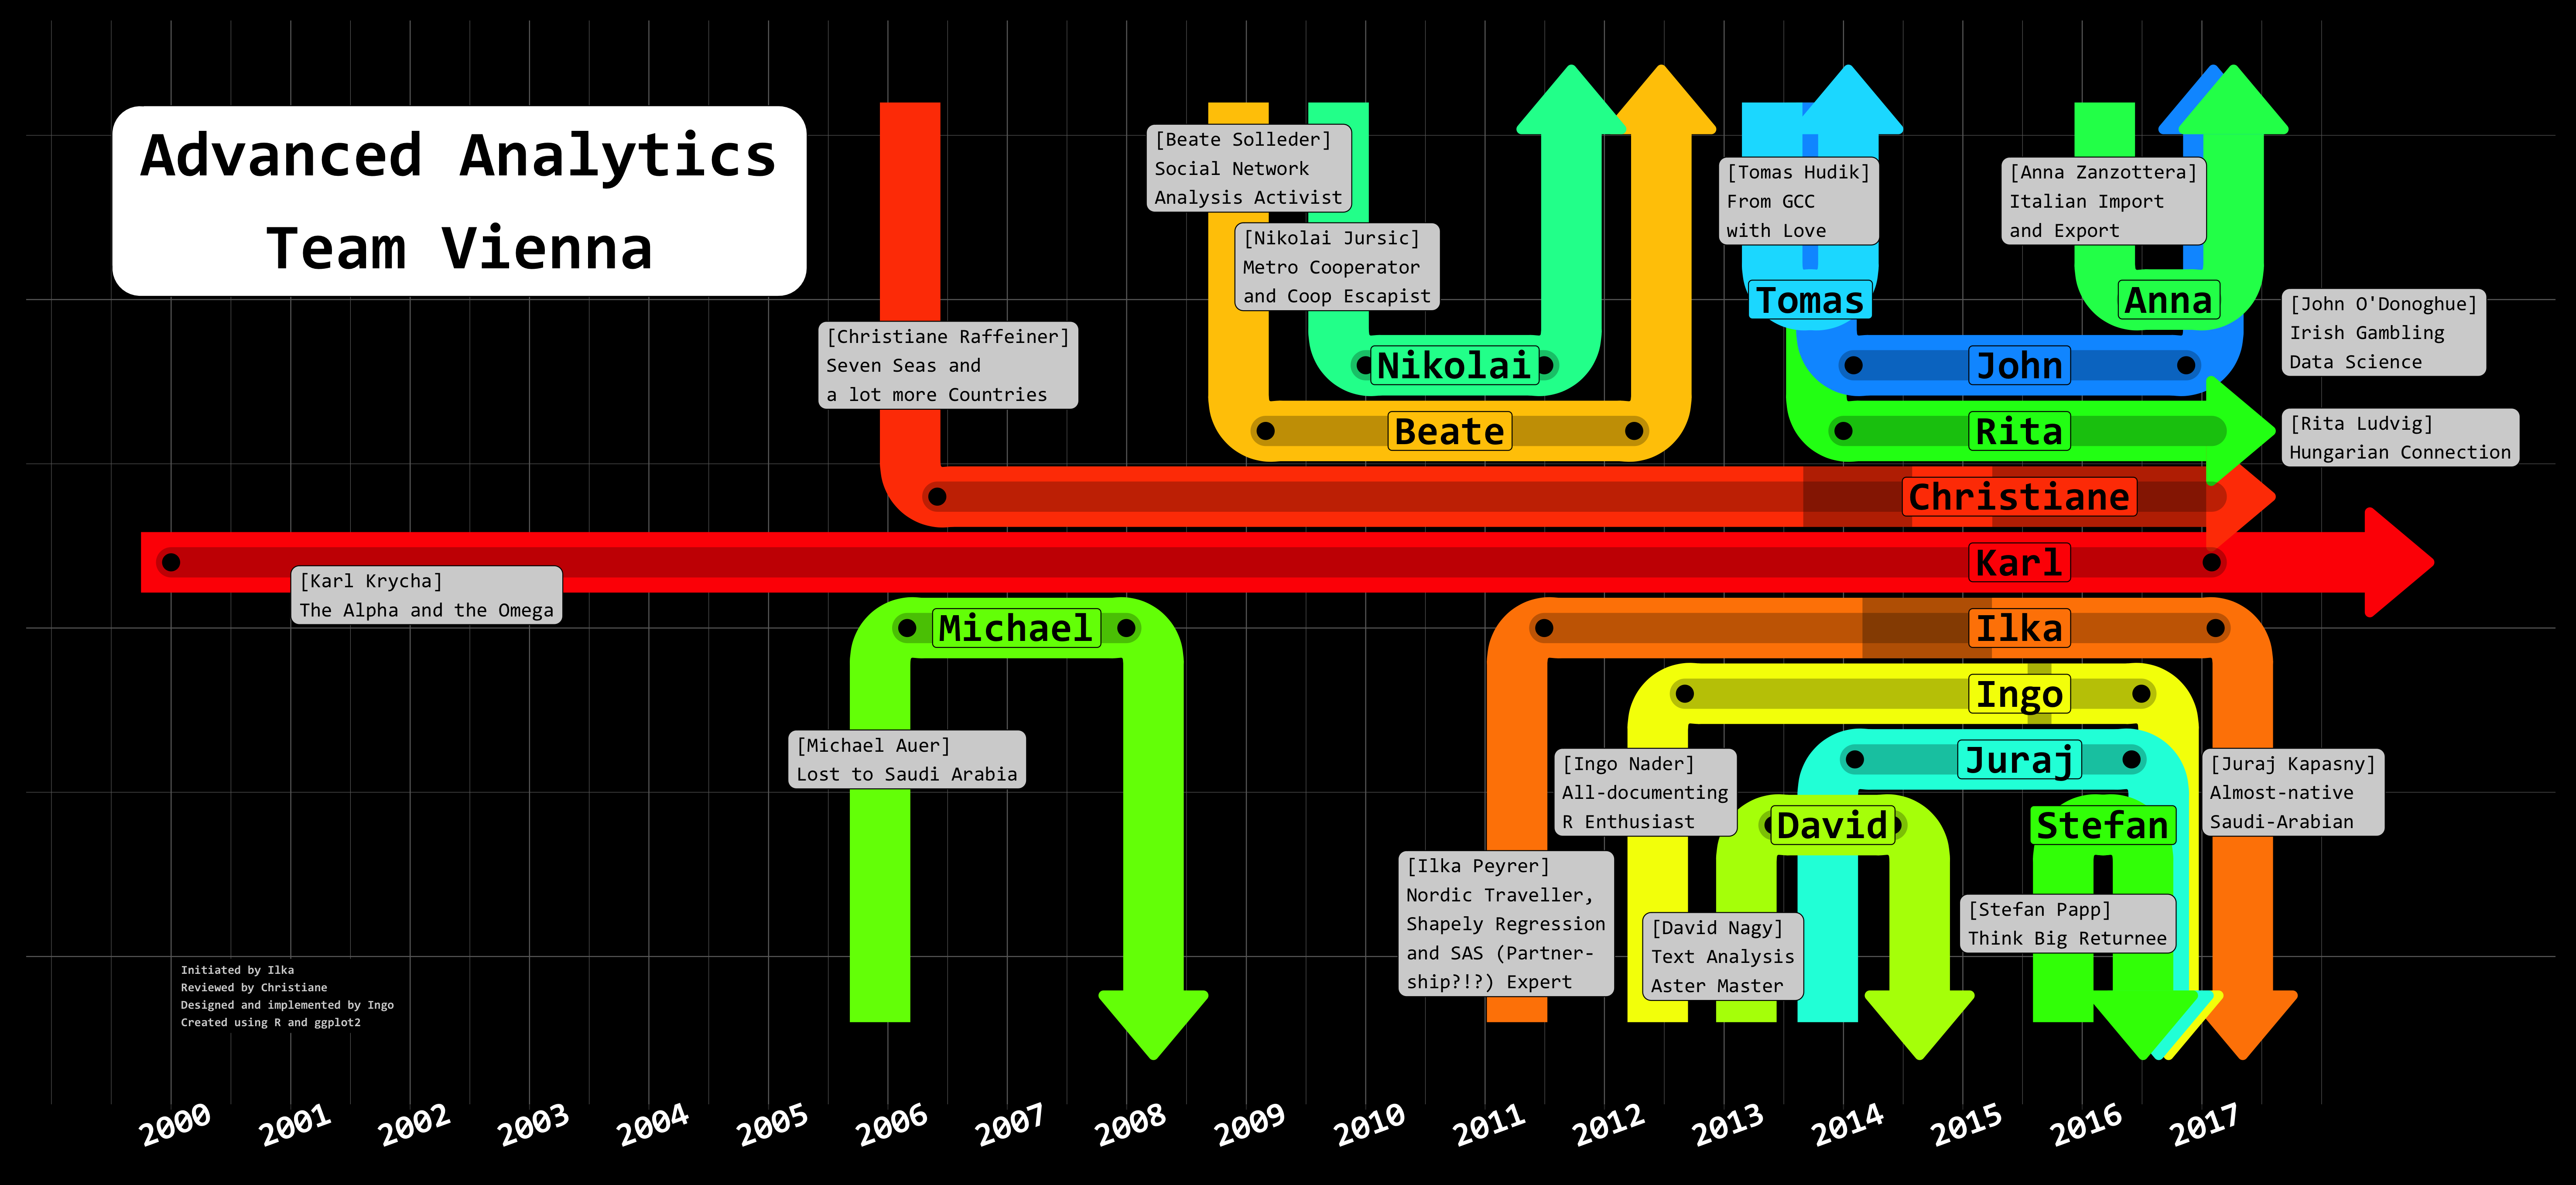 Advanced Analytics
Team Vienna
[Beate Solleder]
Social Network
Analysis Activist
[Nikolai Jursic]
Metro Cooperator
and Coop Escapist
[Tomas Hudik]
From GCC
with Love
[Anna Zanzottera]
Italian Import
and Export
[Christiane Raffeiner]
Seven Seas and
a lot more Countries
[John O'Donoghue]
Irish Gambling
Data Science
[Rita Ludvig]
Hungarian Connection
Tomas
Anna
Nikolai
John
Beate
Rita
Christiane
Karl
[Karl Krycha]
The Alpha and the Omega
Michael
Ilka
Ingo
Juraj
David
Stefan
[Michael Auer]
Lost to Saudi Arabia
[Ingo Nader]
All-documenting
R Enthusiast
[Juraj Kapasny]
Almost-native
Saudi-Arabian
[Ilka Peyrer]
Nordic Traveller,
Shapely Regression
and SAS (Partner-
ship?!?) Expert
[David Nagy]
Text Analysis
Aster Master
[Stefan Papp]
Think Big Returnee
Initiated by Ilka
Reviewed by Christiane
Designed and implemented by Ingo
Created using R and ggplot2
2000 2001 2002 2003 2004 2005 2006 2007 2008 2009 2010 2011 2012 2013 2014 2015 2016 2017